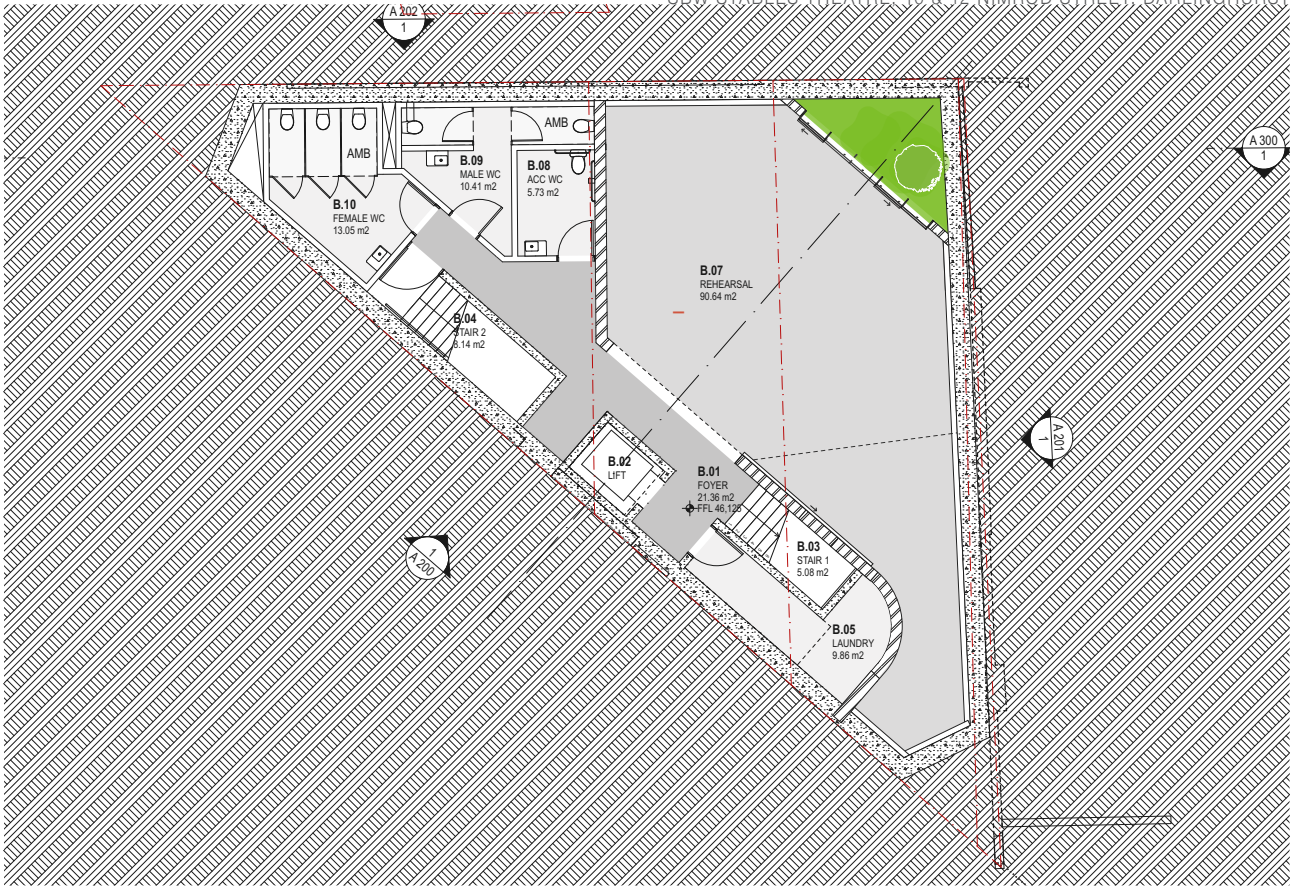 A 202
1
A 300
1
AMB
AMB
B.09
MALE WC
10.41 m2
B.08
ACC WC
5.73 m2
B.10
FEMALE WC
13.05 m2
B.07
REHEARSAL
90.64 m2
B.04
STAIR 2
8.14 m2
B.02
LIFT
B.01
FOYER
21.36 m2
FFL 46,125
A 201
1
1
A 200
B.03
STAIR 1
5.08 m2
B.05
LAUNDRY
9.86 m2